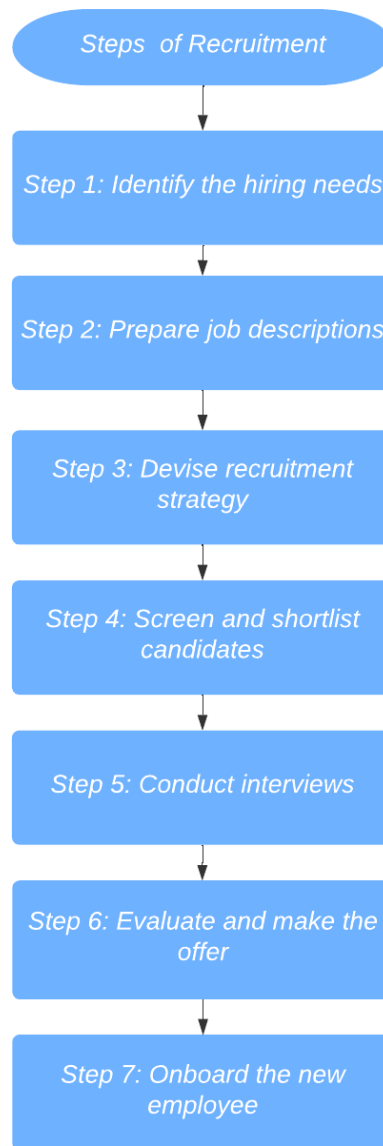 Steps  of Recruitment
Step 1: Identify the hiring needs
Step 2: Prepare job descriptions
Step 3: Devise recruitment
strategy
Step 4: Screen and shortlist
candidates
Step 5: Conduct interviews
Step 6: Evaluate and make the
offer
Step 7: Onboard the new
employee